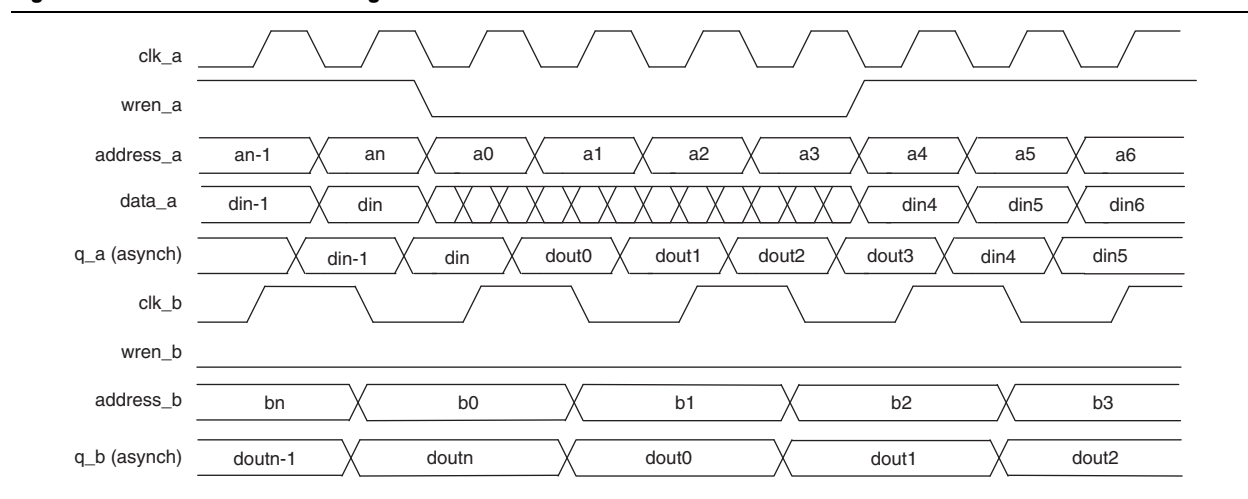 clk_a
wren_a
address_a an-1 an a0 a1 a2 a3 a4 a5 a6
data_a din-1 din din4 din5 din6
q_a (asynch) din-1 din dout0 dout1 dout2 dout3 din4 din5
clk_b
wren_b
address_b bn b0 b1 b2 b3
q_b (asynch) doutn-1 doutn dout0 dout1 dout2